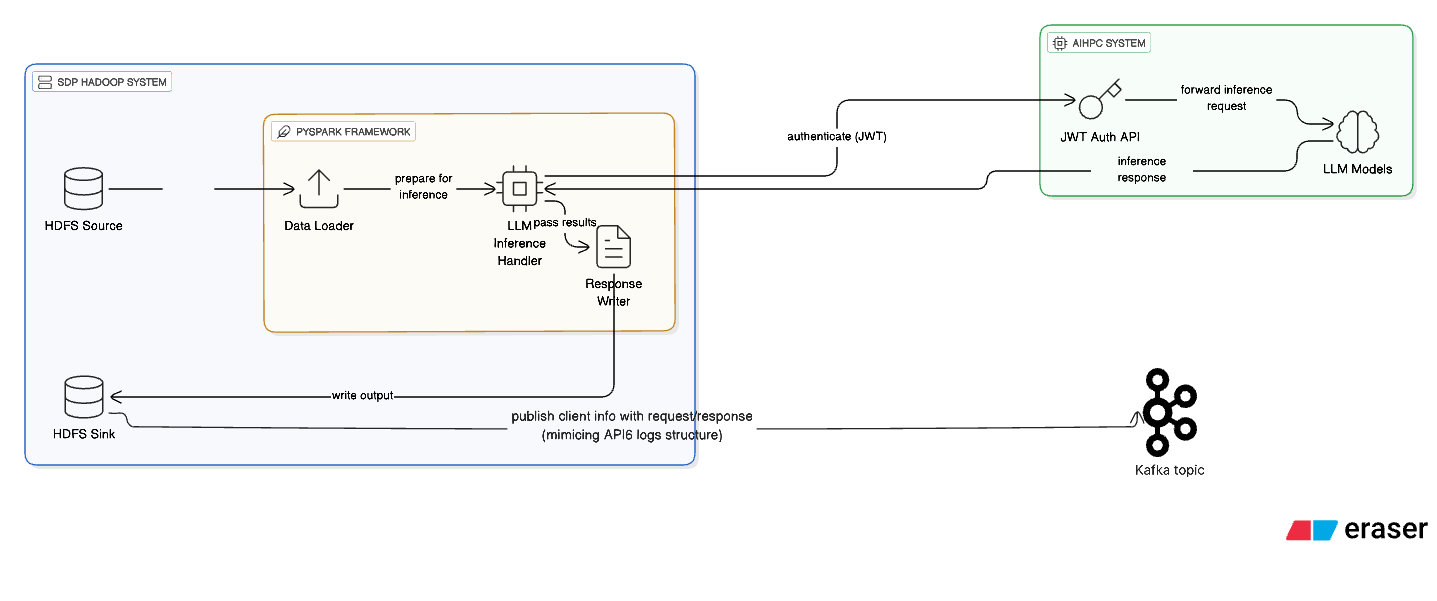 AIHPC SYSTEM
SDP HADOOP SYSTEM
forward inference
request
PYSPARK FRAMEWORK
authenticate (JWT)
JWT Auth API
inference
response
LLM Models
prepare for
inference
HDFS Source
Data Loader
LLM
Inference
Handler
pass results
Response
Writer
write output
publish client info with request/response
(mimicing API6 logs structure)
HDFS Sink
Kafka topic
eraser